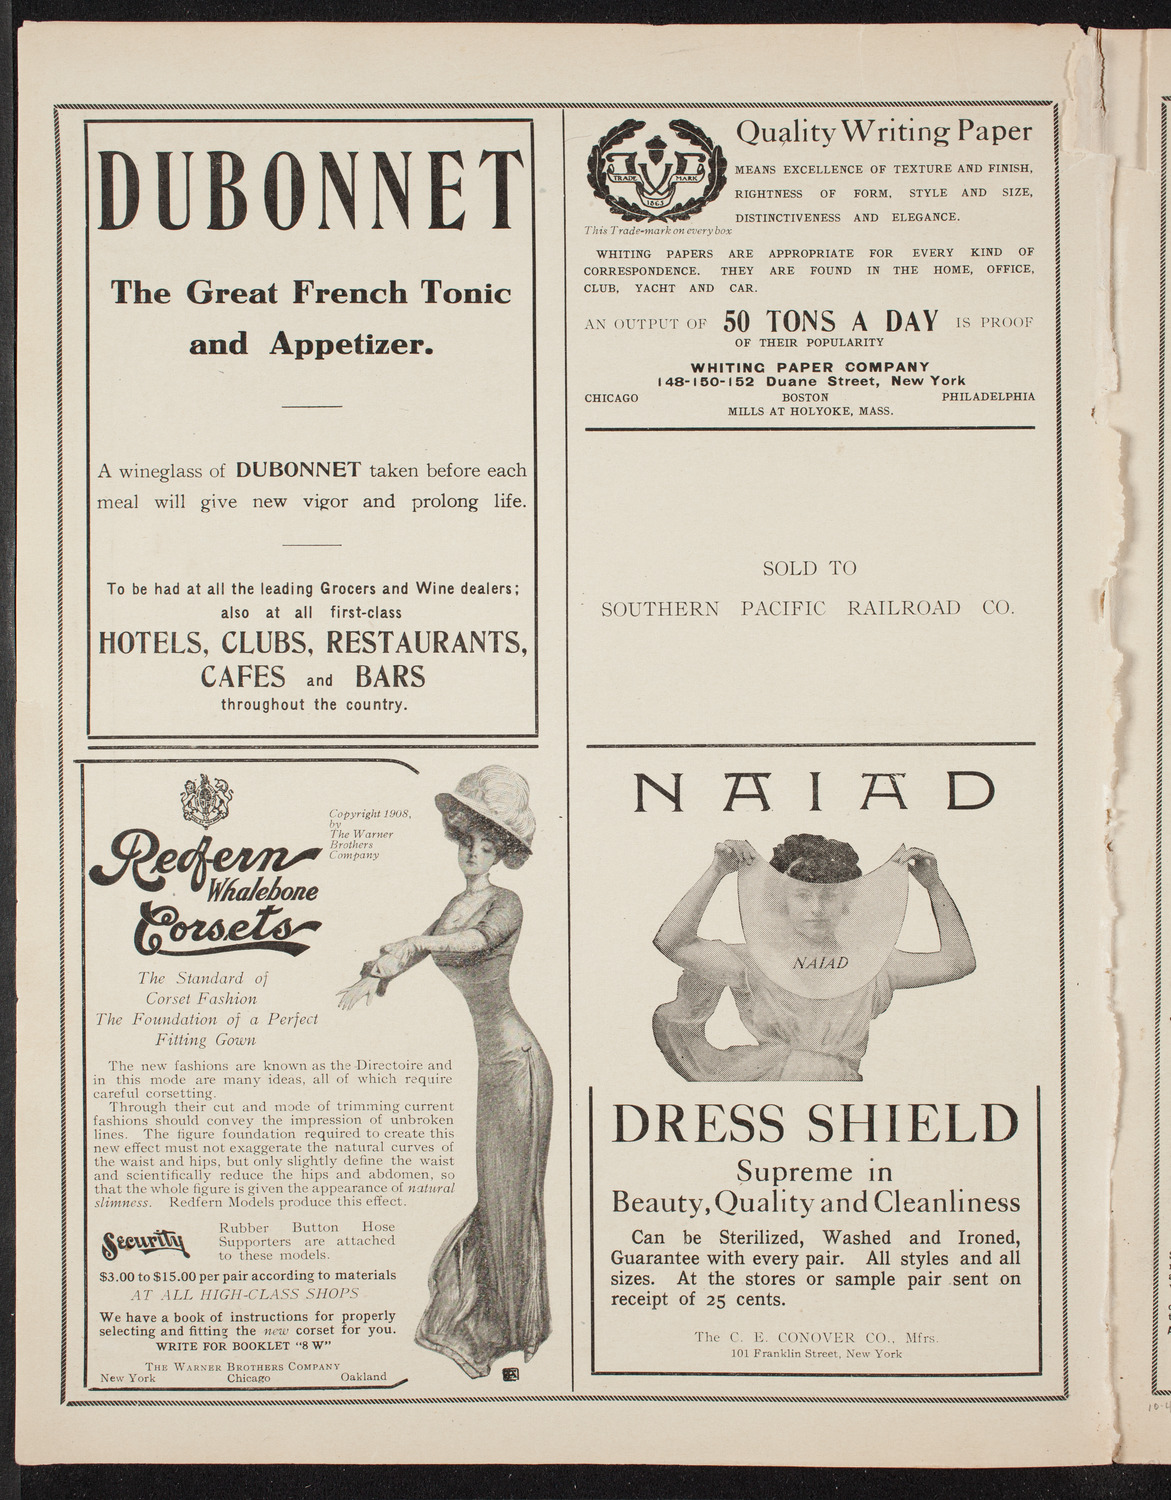 DUBONNET
The Great French Tonic
and Appetizer.
A wineglass of DUBONNET taken before each
meal will give new vigor and prolong life.
To be had at all the leading Grocers and Wine dealers;
also at all first-class
HOTELS, CLUBS, RESTAURANTS,
CAFES and BARS
throughout the country.
Copyright 1908,
by
The Warner
Brothers
Company
Redfern
Whalebone
Corsets
The Standard of
Corset Fashion
The Foundation of a Perfect
Fitting Gown
The new fashions are known as the Directoire and
in this mode are many ideas, all of which require
careful corsetting.
Through their cut and mode of trimming current
fashions should convey the impression of unbroken
lines. The figure foundation required to create this
new effect must not exaggerate the natural curves of
the waist and hips, but only slightly define the waist
and scientifically reduce the hips and abdomen, so
that the whole figure is given the appearance of natural
slimness. Redfern Models produce this effect.
Security
Rubber Button Hose
Supporters are attached
to these models.
$3.00 to $15.00 per pair according to materials
AT ALL HIGH-CLASS SHOPS
We have a book of instructions for properly
selecting and fitting the new corset for you.
WRITE FOR BOOKLET "8 W"
THE WARNER BROTHERS COMPANY
New York Chicago Oakland
TRADE MARK
1865
This Trade-mark on every box
Quality Writing Paper
MEANS EXCELLENCE OF TEXTURE AND FINISH,
RIGHTNESS OF FORM, STYLE AND SIZE,
DISTINCTIVENESS AND ELEGANCE.
WHITING PAPERS ARE APPROPRIATE FOR EVERY KIND OF
CORRESPONDENCE. THEY ARE FOUND IN THE HOME, OFFICE,
CLUB, YACHT AND CAR.
AN OUTPUT OF 50 TONS A DAY IS PROOF
OF THEIR POPULARITY
WHITING PAPER COMPANY
148-150-152 Duane Street, New York
CHICAGO BOSTON PHILADELPHIA
MILLS AT HOLYOKE, MASS.
SOLD TO
SOUTHERN PACIFIC RAILROAD CO.
NAIAD
NAIAD
DRESS SHIELD
Supreme in
Beauty, Quality and Cleanliness
Can be Sterilized, Washed and Ironed,
Guarantee with every pair. All styles and all
sizes. At the stores or sample pair sent on
receipt of 25 cents.
The C. E. CONOVER CO., Mfrs.
101 Franklin Street, New York